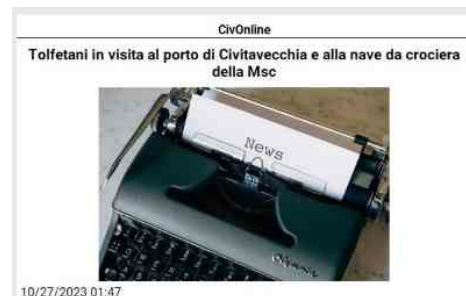 CivOnline
Tolfetani in visita al porto di Civitavecchia e alla nave da crociera
della Msc
News
Olympia
10/27/2023 01:47